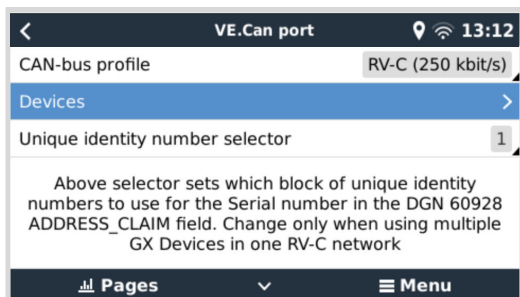 VE.Can port
13:12
CAN-bus profile
RV-C (250 kbit/s)
Devices
Unique identity number selector
1
Above selector sets which block of unique identity
numbers to use for the Serial number in the DGN 60928
ADDRESS_CLAIM field. Change only when using multiple
GX Devices in one RV-C network
Pages
Menu